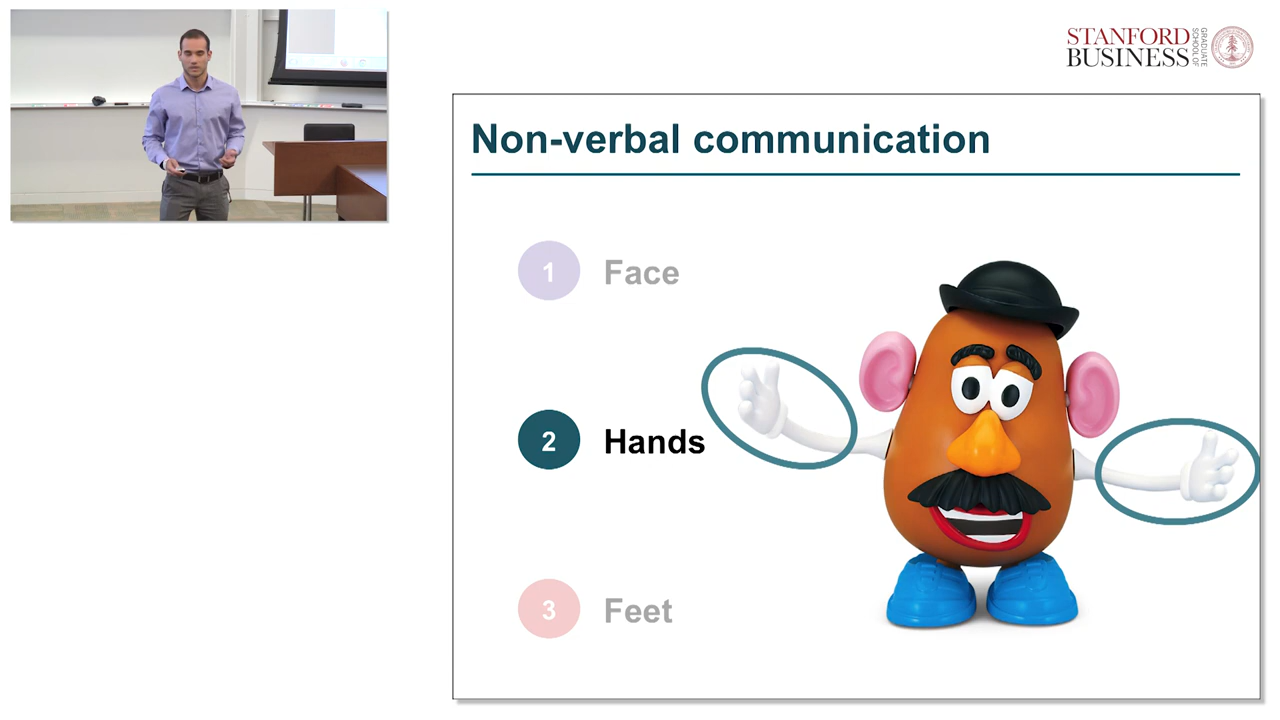 STANFORD
BUSINESS
GRADUATE
SCHOOL OF
Non-verbal communication
1 Face
2 Hands
3 Feet